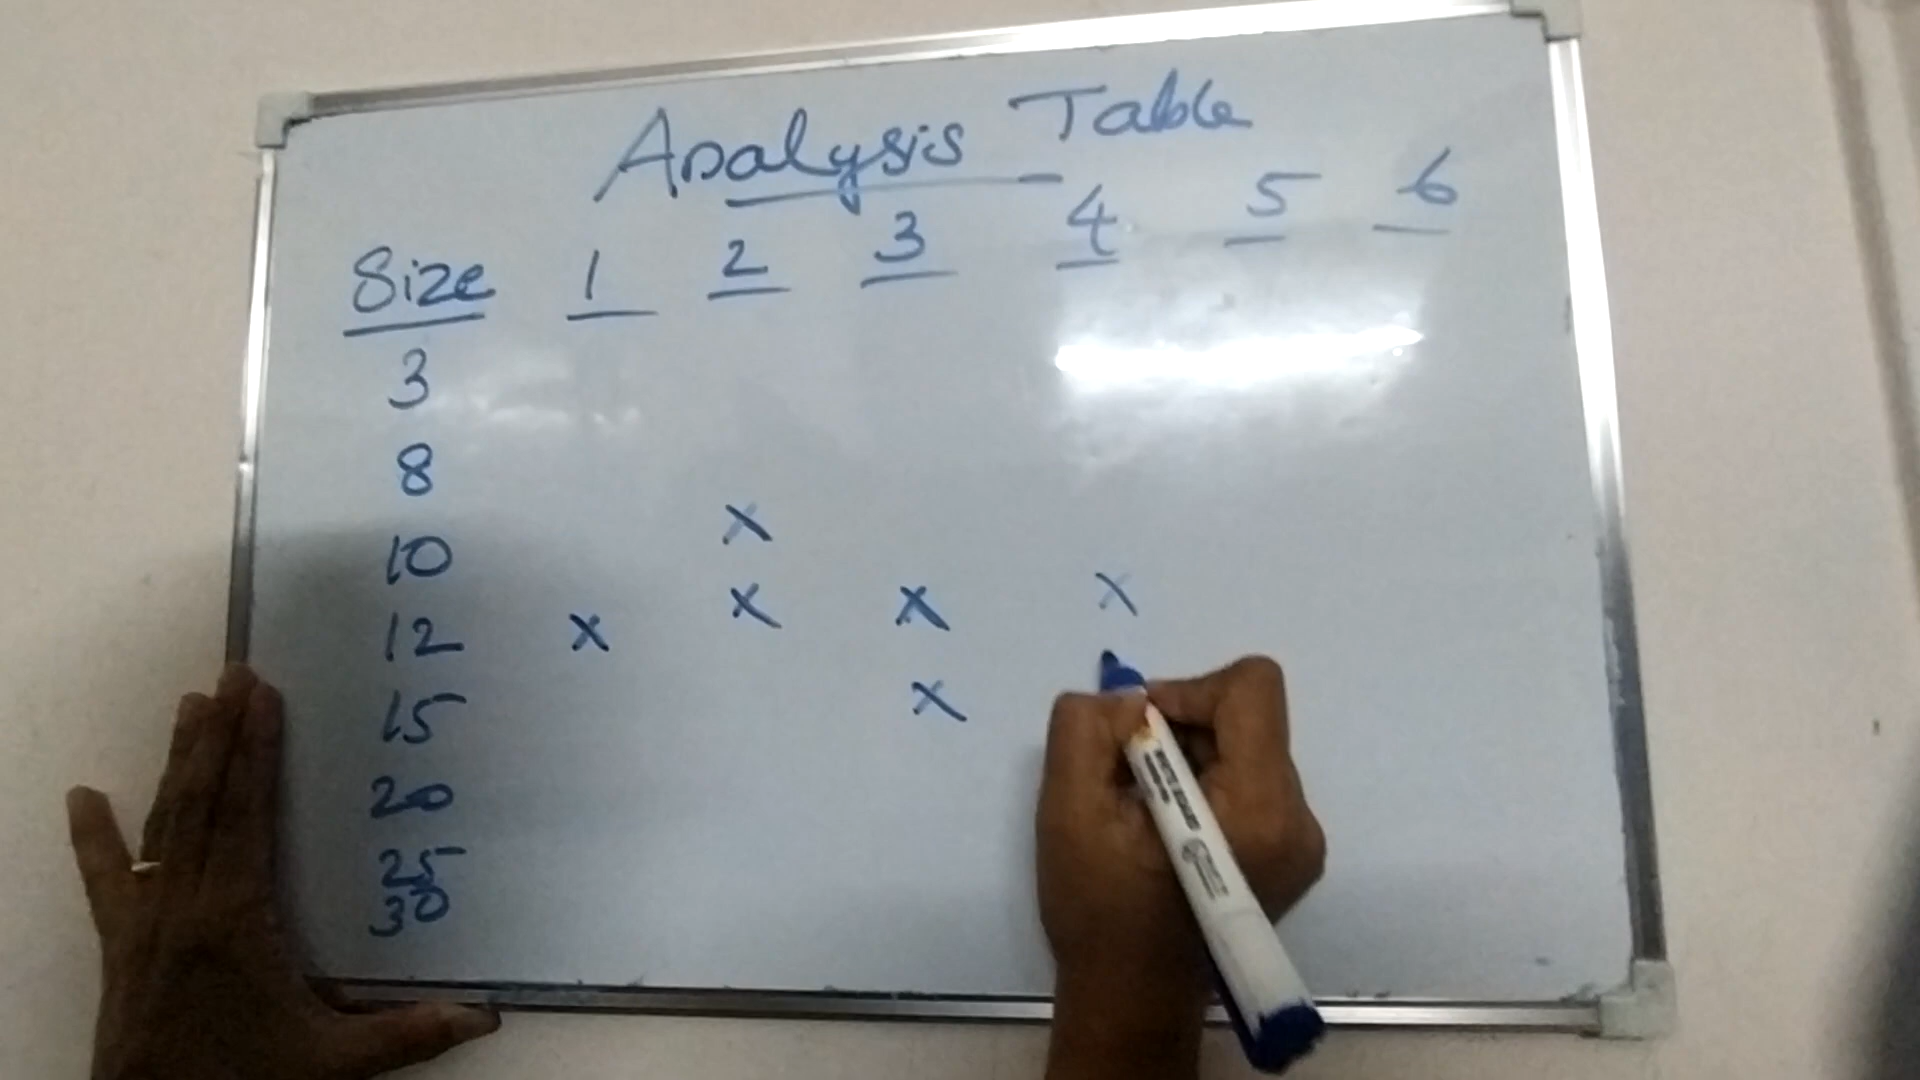 Analysis Table
Size 1 2 3 4 5 6
3
8
10 x
12 x x x x
15 x
20
25
30